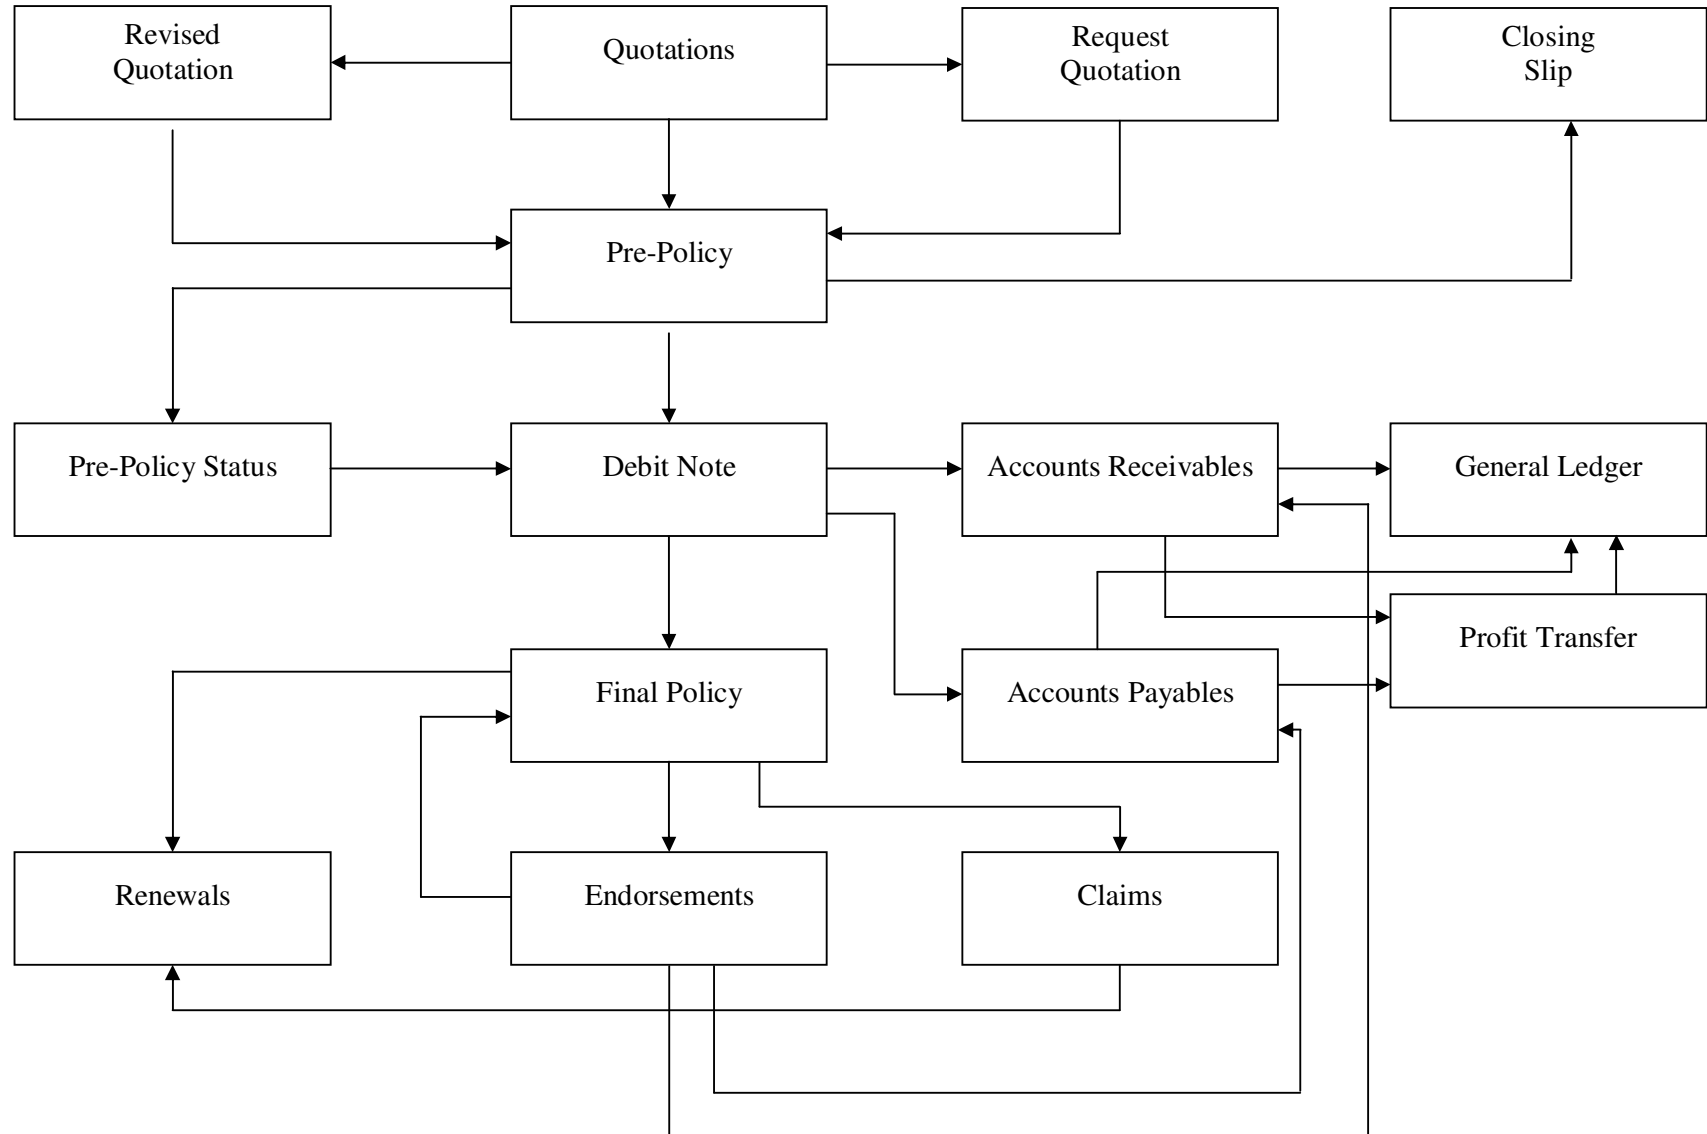 Revised
Quotation
Quotations
Request
Quotation
Closing
Slip
Pre-Policy
Pre-Policy Status
Debit Note
Accounts Receivables
General Ledger
Profit Transfer
Final Policy
Accounts Payables
Renewals
Endorsements
Claims